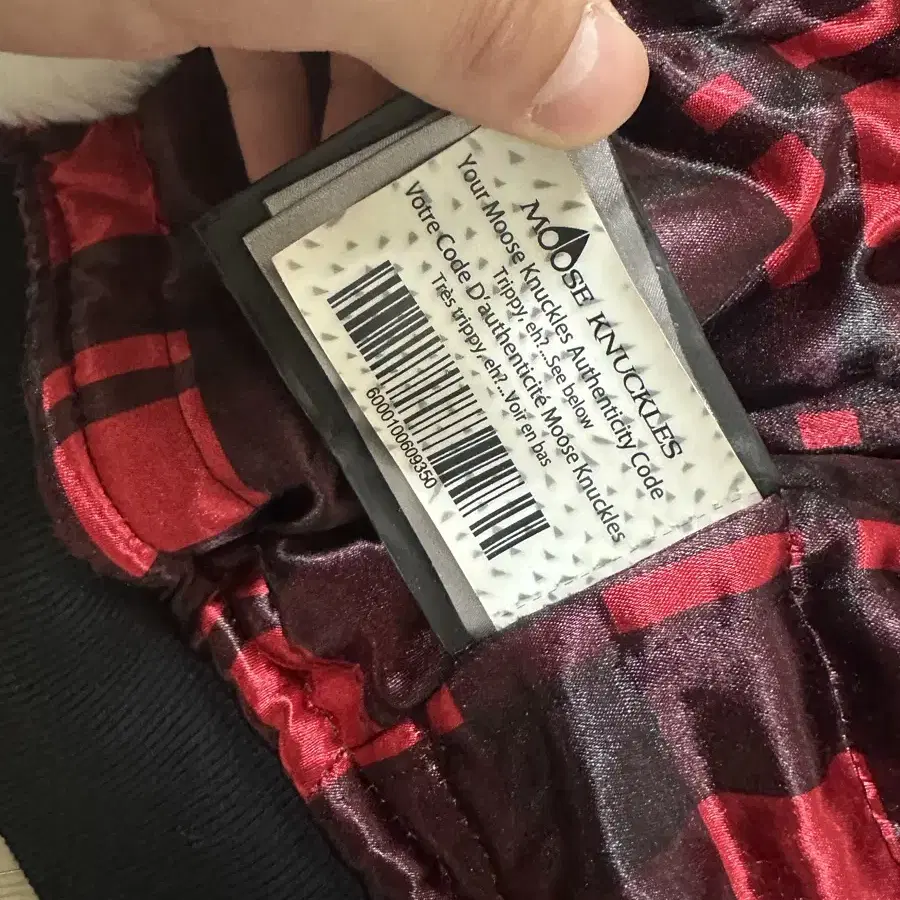 MOOSE KNUCKLES
Your Moose Knuckles Authenticity Code
Trippy, eh?...See below
Votre Code D'authenticité Moose Knuckles
Très trippy, eh?...Voir en bas
6000100609350